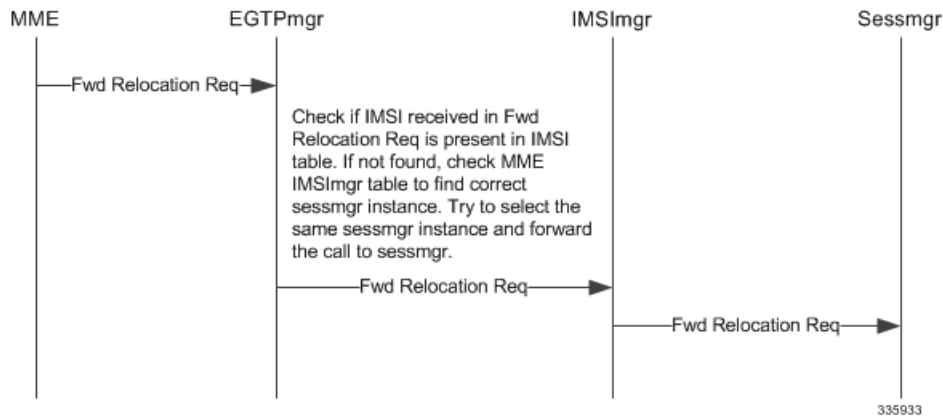 MME EGTPmgr IMSImgr Sessmgr
Fwd Relocation Req
Check if IMSI received in Fwd
Relocation Req is present in IMSI
table. If not found, check MME
IMSImgr table to find correct
sessmgr instance. Try to select the
same sessmgr instance and forward
the call to sessmgr.
Fwd Relocation Req
Fwd Relocation Req
335933